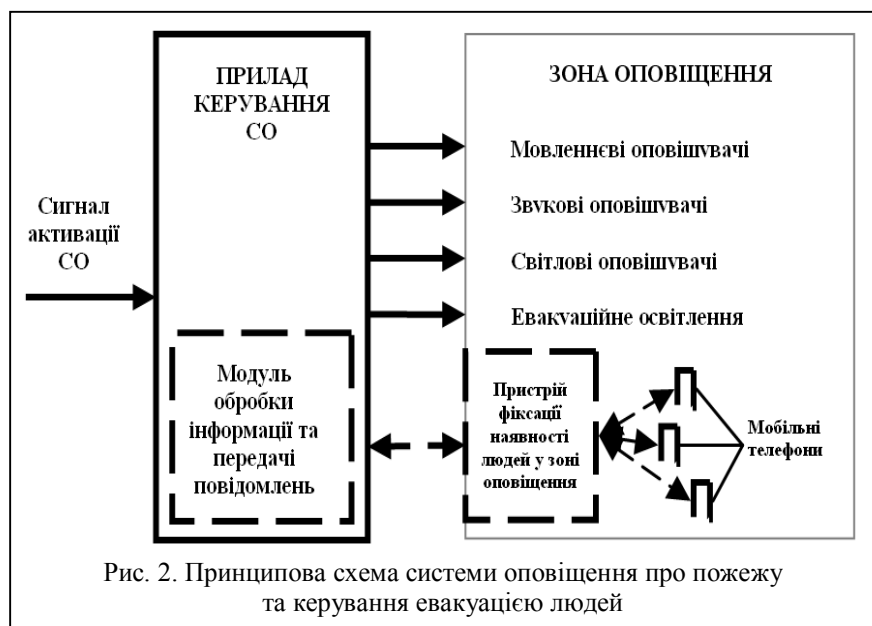 Сигнал
активації
СО
ПРИЛАД
КЕРУВАННЯ
СО
Модуль
обробки
інформації та
передачі
повідомлень
ЗОНА ОПОВІЩЕННЯ
Мовленнєві оповішувачі
Звукові оповішувачі
Світлові оповішувачі
Евакуаційне освітлення
Пристрій
фіксації
наявності
людей у зоні
оповіщення
Мобільні
телефони
Рис. 2. Принципова схема системи оповіщення про пожежу
та керування евакуацією людей